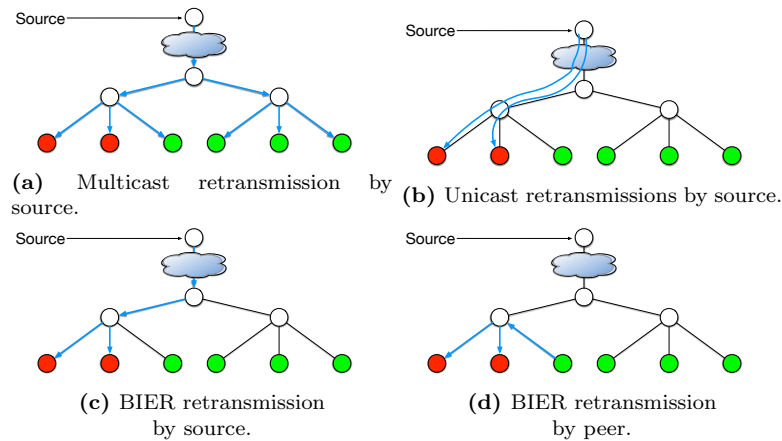 Source
Source
(a) Multicast retransmission by
source.
(b) Unicast retransmissions by source.
Source
Source
(c) BIER retransmission
by source.
(d) BIER retransmission
by peer.